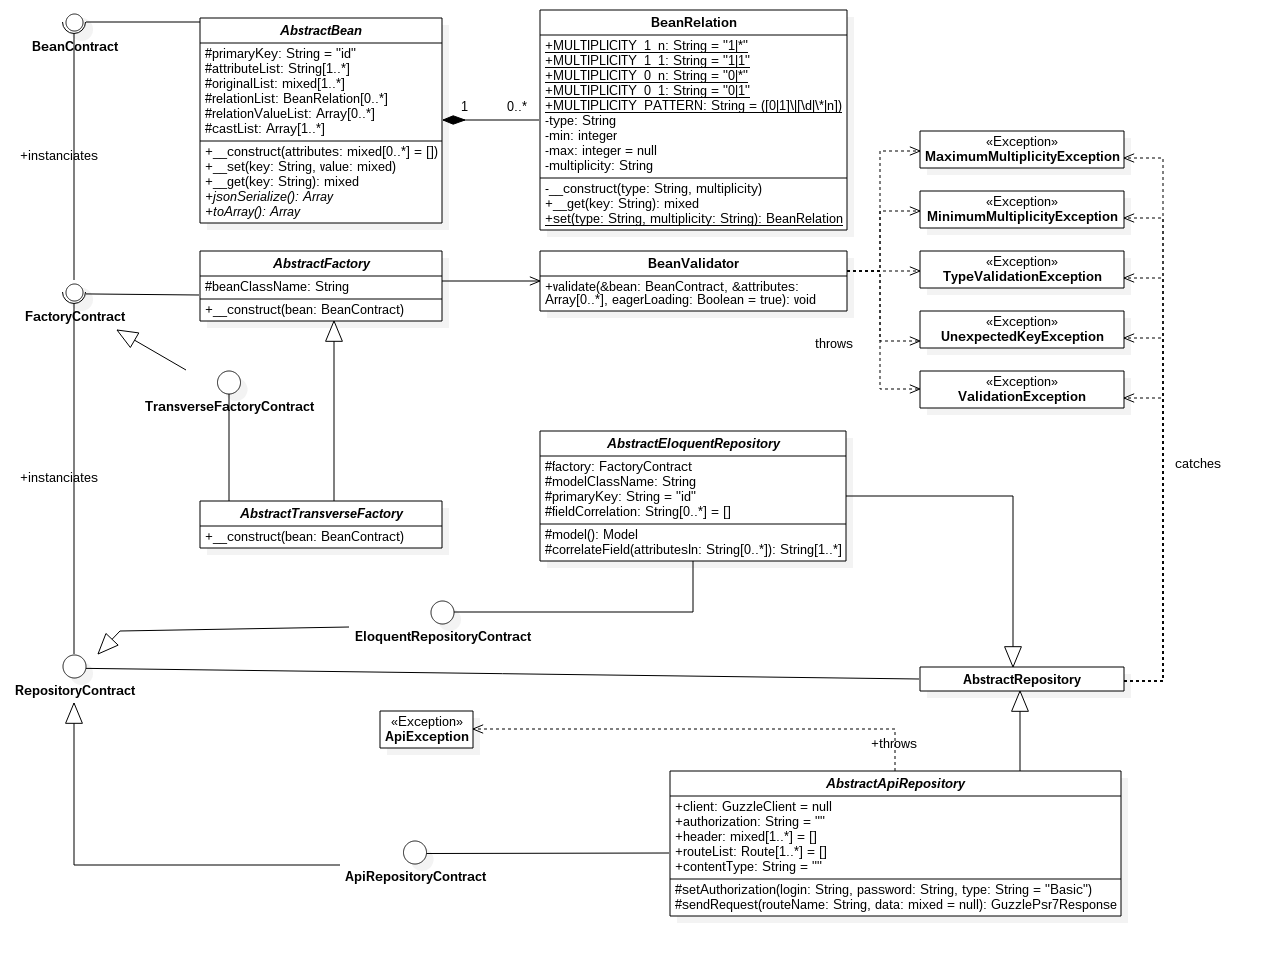 BeanContract
+instanciates
FactoryContract
TransverseFactoryContract
+instanciates
AbstractBean
#primaryKey: String = "id"
#attributeList: String[1..*]
#originalList: mixed[1..*]
#relationList: BeanRelation[0..*]
#relationValueList: Array[0..*]
#castList: Array[1..*]
+__construct(attributes: mixed[0..*] = [])
+__set(key: String, value: mixed)
+__get(key: String): mixed
+jsonSerialize(): Array
+toArray(): Array
1
0..*
BeanRelation
+MULTIPLICITY_1_n: String = "1|*"
+MULTIPLICITY_1_1: String = "1|1"
+MULTIPLICITY_0_n: String = "0|*"
+MULTIPLICITY_0_1: String = "0|1"
+MULTIPLICITY_PATTERN: String = ([0|1]\|[\d|\*|n])
-type: String
-min: integer
-max: integer = null
-multiplicity: String
-__construct(type: String, multiplicity)
+__get(key: String): mixed
+set(type: String, multiplicity: String): BeanRelation
AbstractFactory
#beanClassName: String
+__construct(bean: BeanContract)
BeanValidator
+validate(&bean: BeanContract, &attributes:
Array[0..*], eagerLoading: Boolean = true): void
throws
«Exception»
MaximumMultiplicityException
«Exception»
MinimumMultiplicityException
«Exception»
TypeValidationException
«Exception»
UnexpectedKeyException
«Exception»
ValidationException
catches
AbstractTransverseFactory
+__construct(bean: BeanContract)
AbstractEloquentRepository
#factory: FactoryContract
#modelClassName: String
#primaryKey: String = "id"
#fieldCorrelation: String[0..*] = []
#model(): Model
#correlateField(attributesIn: String[0..*]): String[1..*]
EloquentRepositoryContract
RepositoryContract
AbstractRepository
«Exception»
ApiException
+throws
AbstractApiRepository
+client: GuzzleClient = null
+authorization: String = ""
+header: mixed[1..*] = []
+routeList: Route[1..*] = []
+contentType: String = ""
#setAuthorization(login: String, password: String, type: String = "Basic")
#sendRequest(routeName: String, data: mixed = null): GuzzlePsr7Response
ApiRepositoryContract